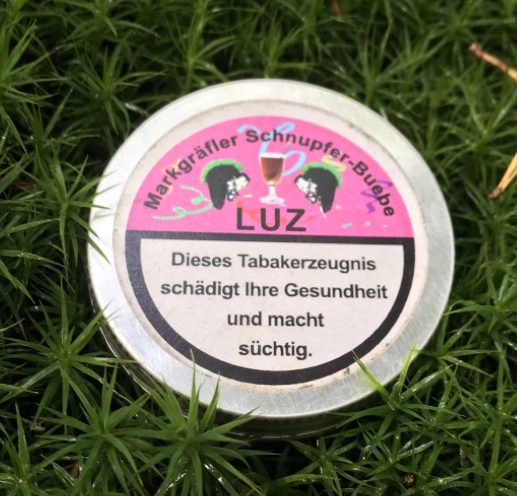 Markgräfler Schnupfer-Buebe
LUZ
Dieses Tabakerzeugnis
schädigt Ihre Gesundheit
und macht
süchtig.